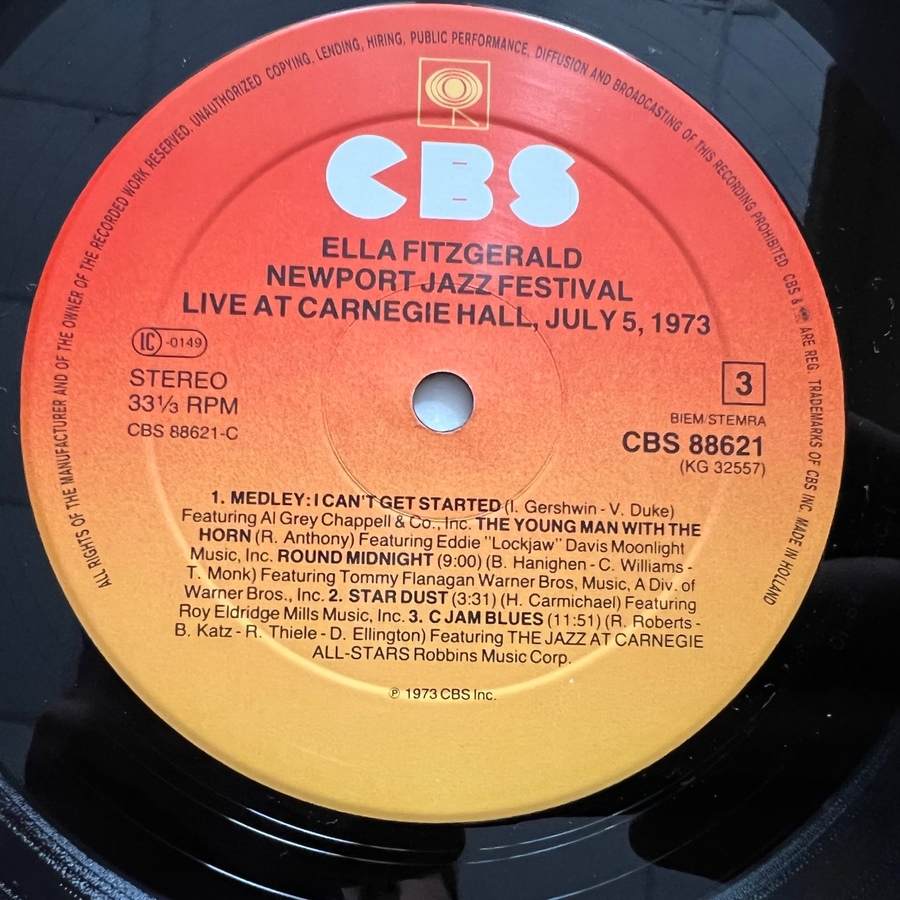 ALL RIGHTS OF THE MANUFACTURER AND OF THE OWNER OF THE RECORDED WORK RESERVED, UNAUTHORIZED COPYING, LENDING, HIRING, PUBLIC PERFORMANCE, DIFFUSION AND BROADCASTING OF THIS RECORDING PROHIBITED. CBS & ARE REG. TRADEMARKS OF CBS INC. MADE IN HOLLAND
CBS
ELLA FITZGERALD
NEWPORT JAZZ FESTIVAL
LIVE AT CARNEGIE HALL, JULY 5, 1973
IC -0149
STEREO
33⅓ RPM
CBS 88621-C
3
BIEM/STEMRA
CBS 88621
(KG 32557)
1. MEDLEY: I CAN'T GET STARTED (I. Gershwin - V. Duke)
Featuring Al Grey Chappell & Co., Inc. THE YOUNG MAN WITH THE
HORN (R. Anthony) Featuring Eddie "Lockjaw" Davis Moonlight
Music, Inc. ROUND MIDNIGHT (9:00) (B. Hanighen - C. Williams -
T. Monk) Featuring Tommy Flanagan Warner Bros, Music, A Div. of
Warner Bros., Inc. 2. STAR DUST (3:31) (H. Carmichael) Featuring
Roy Eldridge Mills Music, Inc. 3. C JAM BLUES (11:51) (R. Roberts -
B. Katz - R. Thiele - D. Ellington) Featuring THE JAZZ AT CARNEGIE
ALL-STARS Robbins Music Corp.
℗ 1973 CBS Inc.